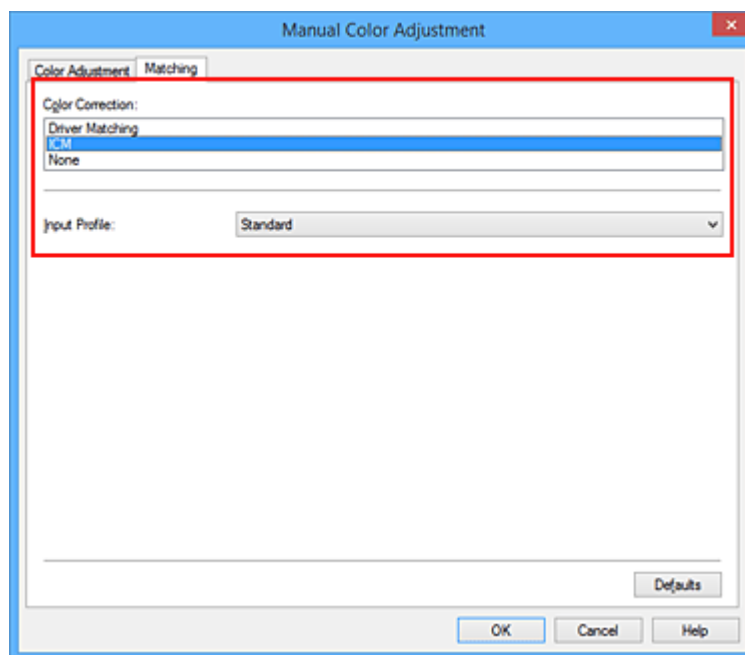 Manual Color Adjustment
Color Adjustment Matching
Color Correction:
Driver Matching
ICM
None
Input Profile: Standard
Defaults
OK Cancel Help